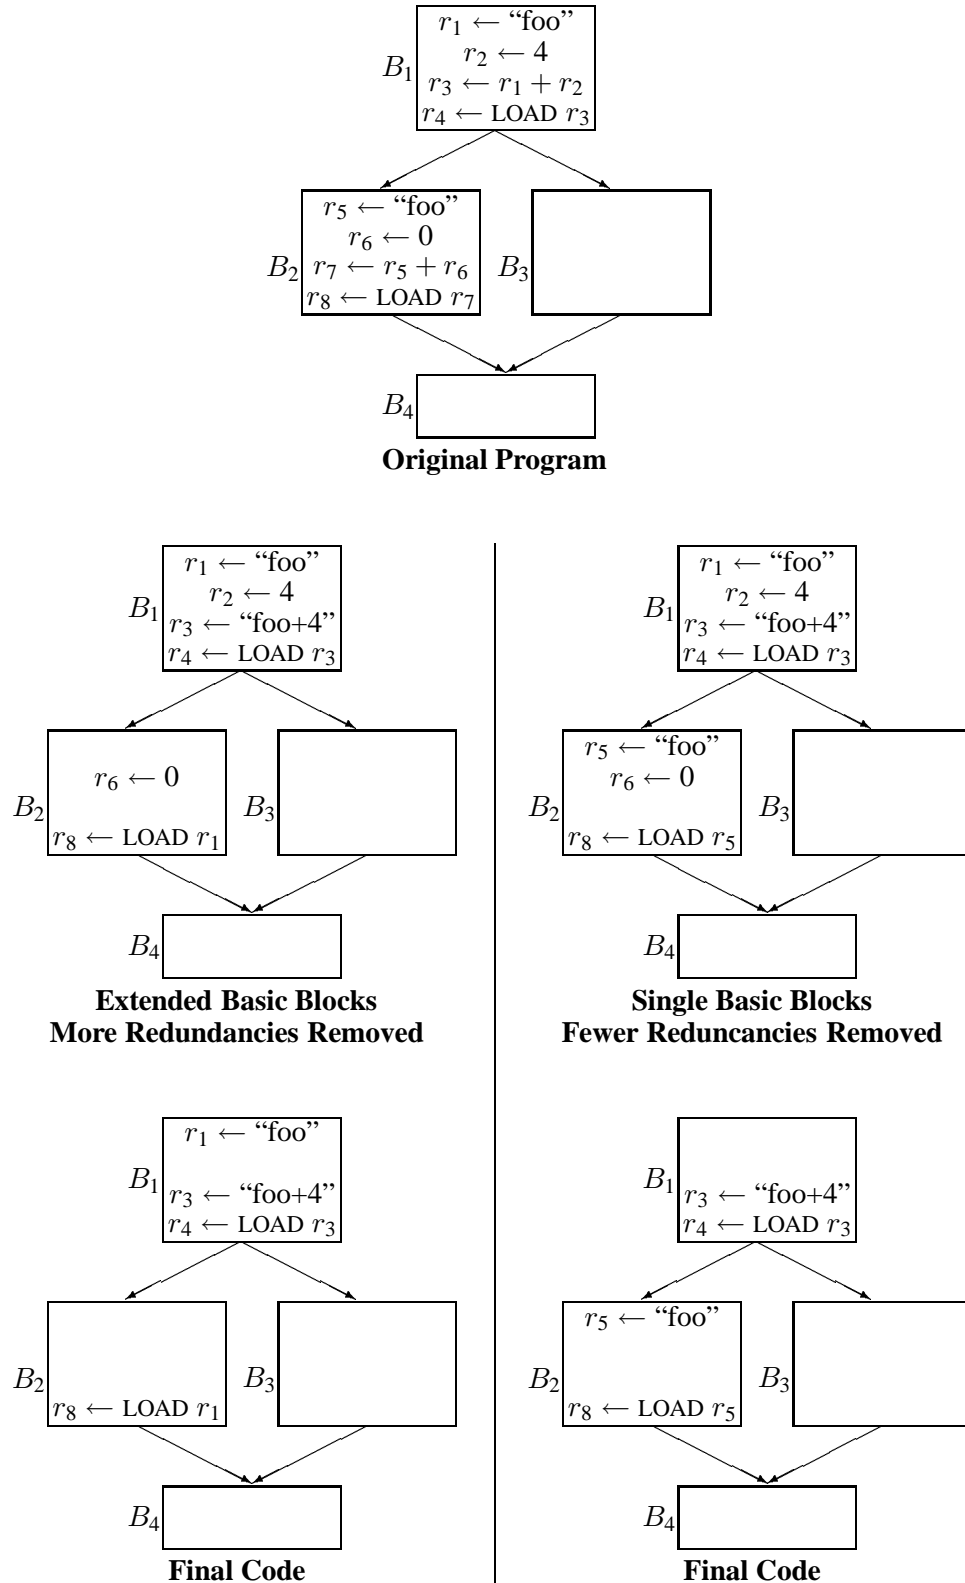 r₁ ← “foo”
r₂ ← 4
B₁
r₃ ← r₁ + r₂
r₄ ← LOAD r₃
r₅ ← “foo”
r₆ ← 0
B₂
r₇ ← r₅ + r₆
r₈ ← LOAD r₇
B₃
B₄
Original Program
r₁ ← “foo”
r₂ ← 4
B₁
r₃ ← “foo+4”
r₄ ← LOAD r₃
r₆ ← 0
B₂
r₈ ← LOAD r₁
B₃
B₄
Extended Basic Blocks
More Redundancies Removed
r₁ ← “foo”
r₂ ← 4
B₁
r₃ ← “foo+4”
r₄ ← LOAD r₃
r₅ ← “foo”
r₆ ← 0
B₂
r₈ ← LOAD r₅
B₃
B₄
Single Basic Blocks
Fewer Reduncancies Removed
r₁ ← “foo”
B₁
r₃ ← “foo+4”
r₄ ← LOAD r₃
B₂
r₈ ← LOAD r₁
B₃
B₄
Final Code
B₁
r₃ ← “foo+4”
r₄ ← LOAD r₃
r₅ ← “foo”
B₂
r₈ ← LOAD r₅
B₃
B₄
Final Code